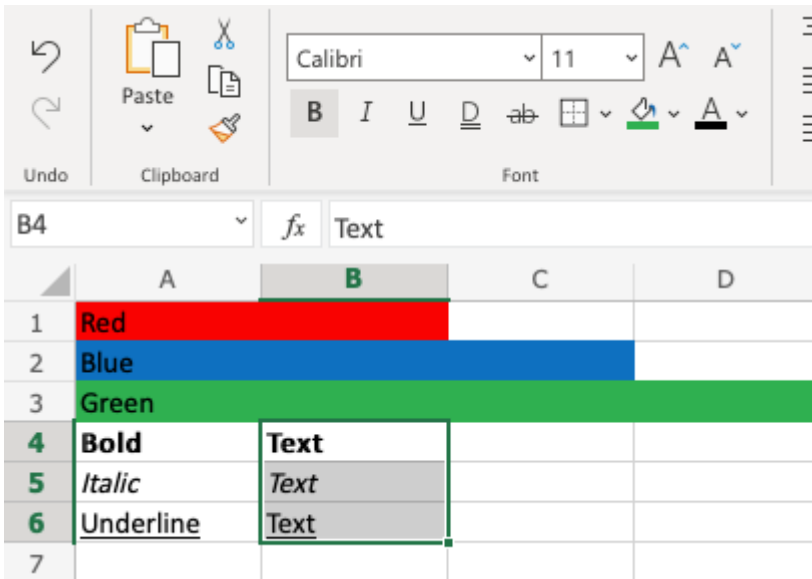 Calibri 11 A A
Paste
B I U D ab A
Undo Clipboard Font
B4 fx Text
A B C D
1 Red
2 Blue
3 Green
4 Bold Text
5 Italic Text
6 Underline Text
7